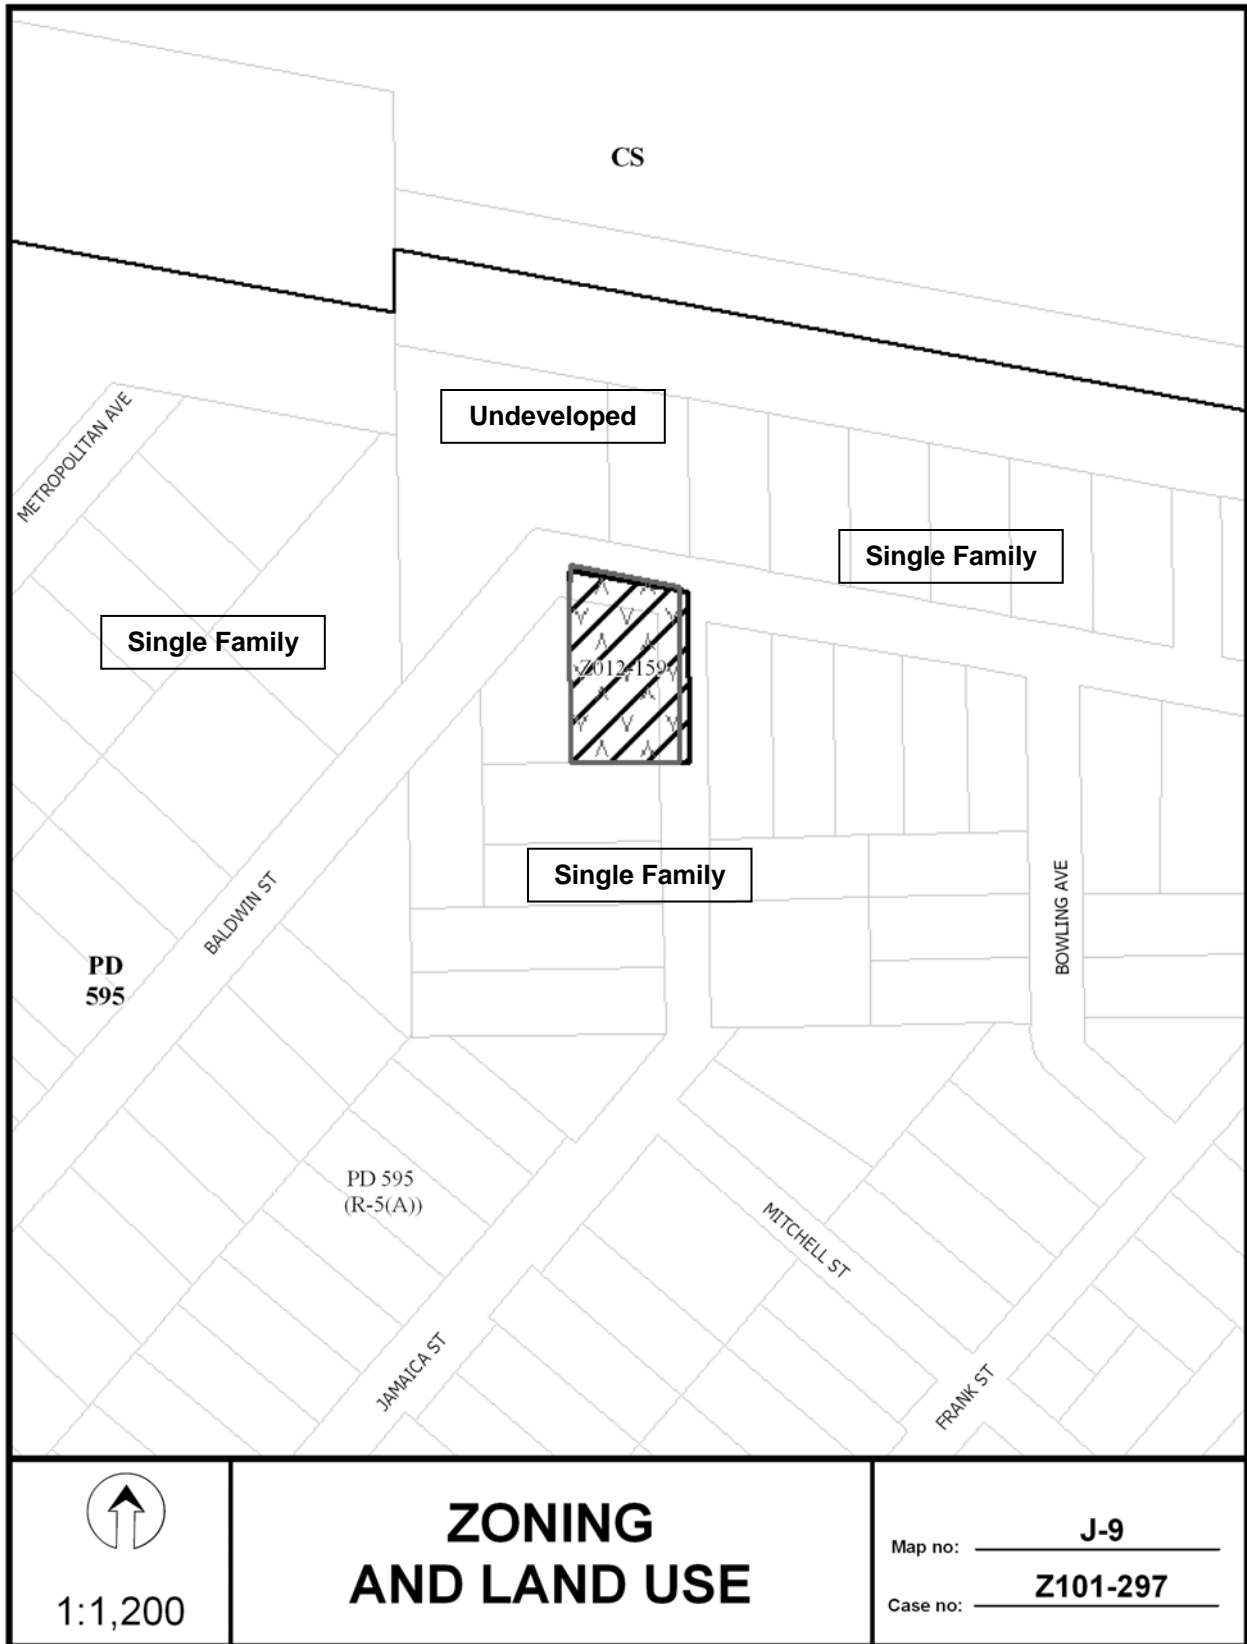 CS
METROPOLITAN AVE
Undeveloped
Single Family
Single Family
Z012-159
Single Family
BALDWIN ST
BOWLING AVE
PD
595
PD 595
(R-5(A))
MITCHELL ST
JAMAICA ST
FRANK ST
1:1,200
ZONING
AND LAND USE
Map no: J-9
Case no: Z101-297